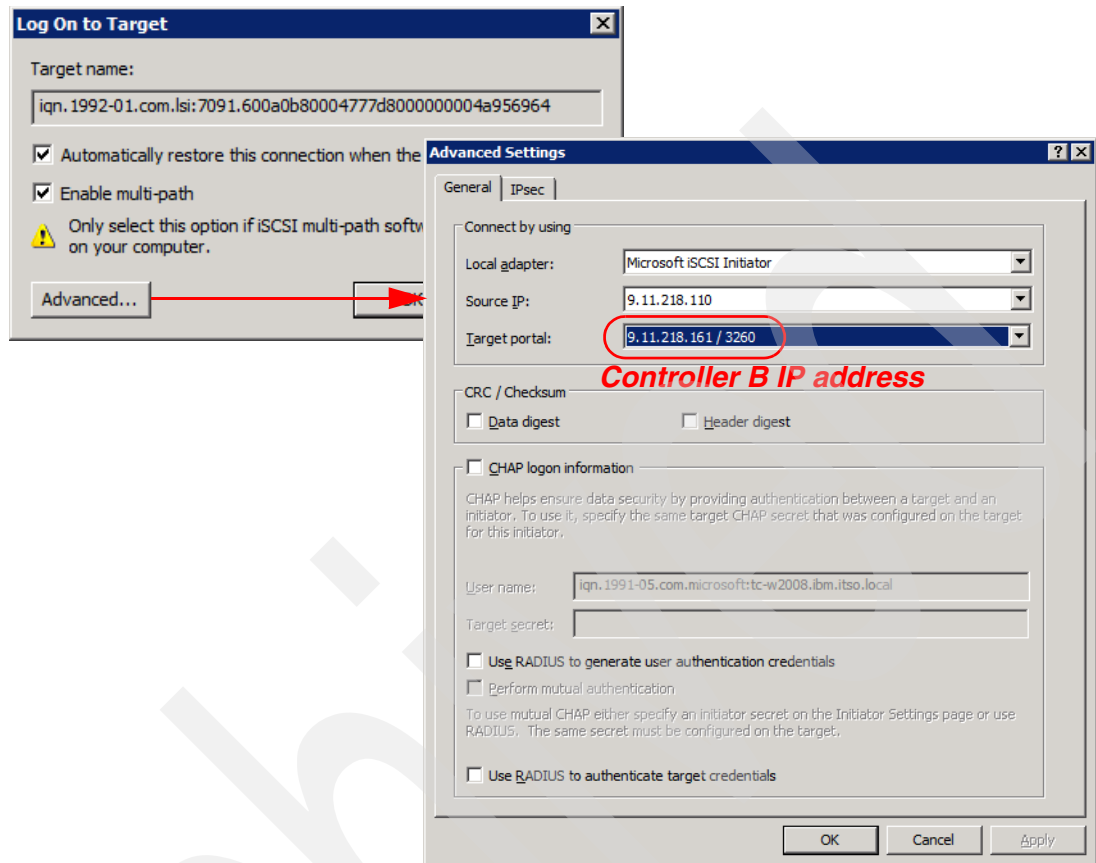 Log On to Target
Target name:
iqn.1992-01.com.lsi:7091.600a0b80004777d8000000004a956964
Automatically restore this connection when the
Enable multi-path
Only select this option if iSCSI multi-path softw
on your computer.
Advanced...
Advanced Settings
General
IPsec
Connect by using
Local adapter:
Microsoft iSCSI Initiator
Source IP:
9.11.218.110
Target portal:
9.11.218.161 / 3260
Controller B IP address
CRC / Checksum
Data digest
Header digest
CHAP logon information
CHAP helps ensure data security by providing authentication between a target and an
initiator. To use it, specify the same target CHAP secret that was configured on the target
for this initiator.
User name:
iqn.1991-05.com.microsoft:tc-w2008.ibm.itso.local
Target secret:
Use RADIUS to generate user authentication credentials
Perform mutual authentication
To use mutual CHAP either specify an initiator secret on the Initiator Settings page or use
RADIUS. The same secret must be configured on the target.
Use RADIUS to authenticate target credentials
OK
Cancel
Apply